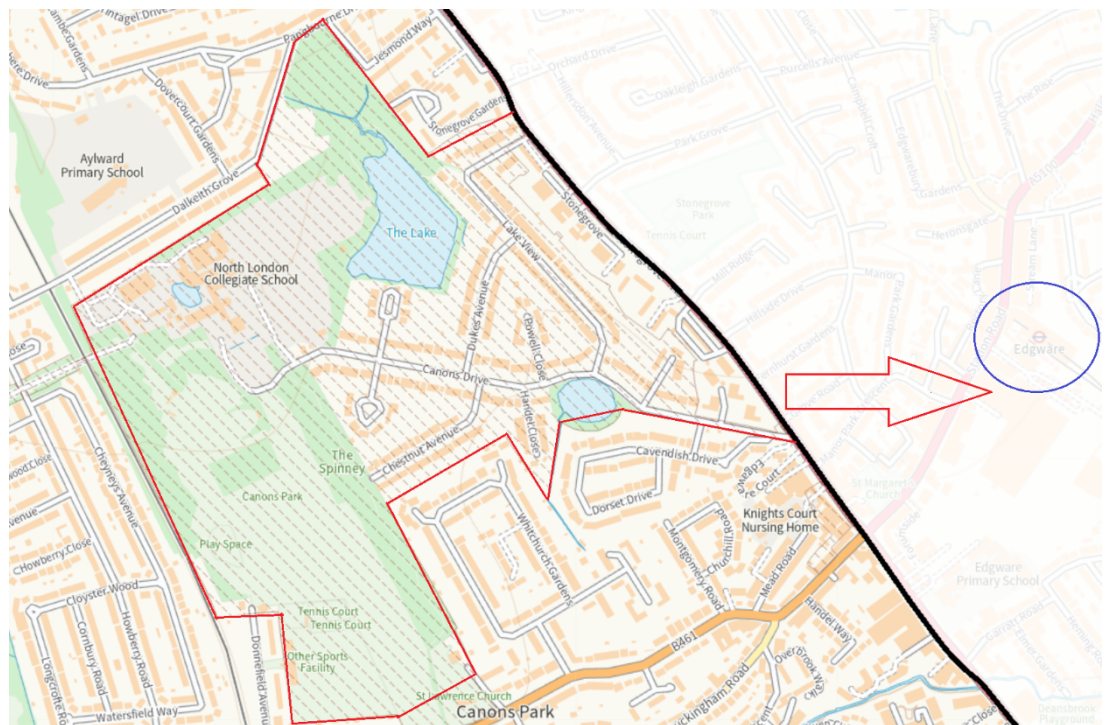 Pangbourne Drive
Jesmond Way
Dovercourt Gardens
Stonegrove Gardens
Aylward
Primary School
Dalkeith Grove
The Lake
North London
Collegiate School
Lake View
Stonegrove
Dukes Avenue
Powell Close
Canons Drive
Handel Close
Chestnut Avenue
The
Spinney
Canons Park
Play Space
Cheyneys Avenue
Howberry Close
Cloyster Wood
Cornbury Road
Howberry Road
Watersfield Way
Donnefield Avenue
Tennis Court
Tennis Court
Other Sports
Facility
St Lawrence Church
Canons Park
Whitchurch Gardens
Cavendish Drive
Dorset Drive
Knights Court
Nursing Home
Montgomery Road
Churchill Road
Mead Road
Handel Way
B461
Orchard Drive
Hillersdon Avenue
Oakleigh Gardens
Purcells Avenue
Park Grove
Campbell Croft
Edgwarebury
Gardens
The Drive
The Rise
A5100
Heronsgate
Stonegrove
Park
Tennis Court
Mill Ridge
Hillside Drive
Manor
Park Gardens
Edgware
Station Road
St Margaret's
Church
Edgware
Primary School
Garratt Road
Deansbrook
Playground